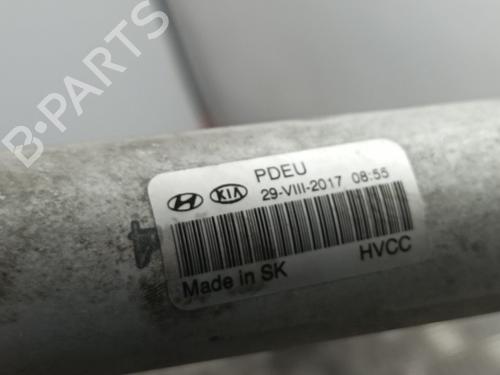 B-PARTS
KIA
PDEU
29-VIII-2017 08:55
Made in SK
HVCC